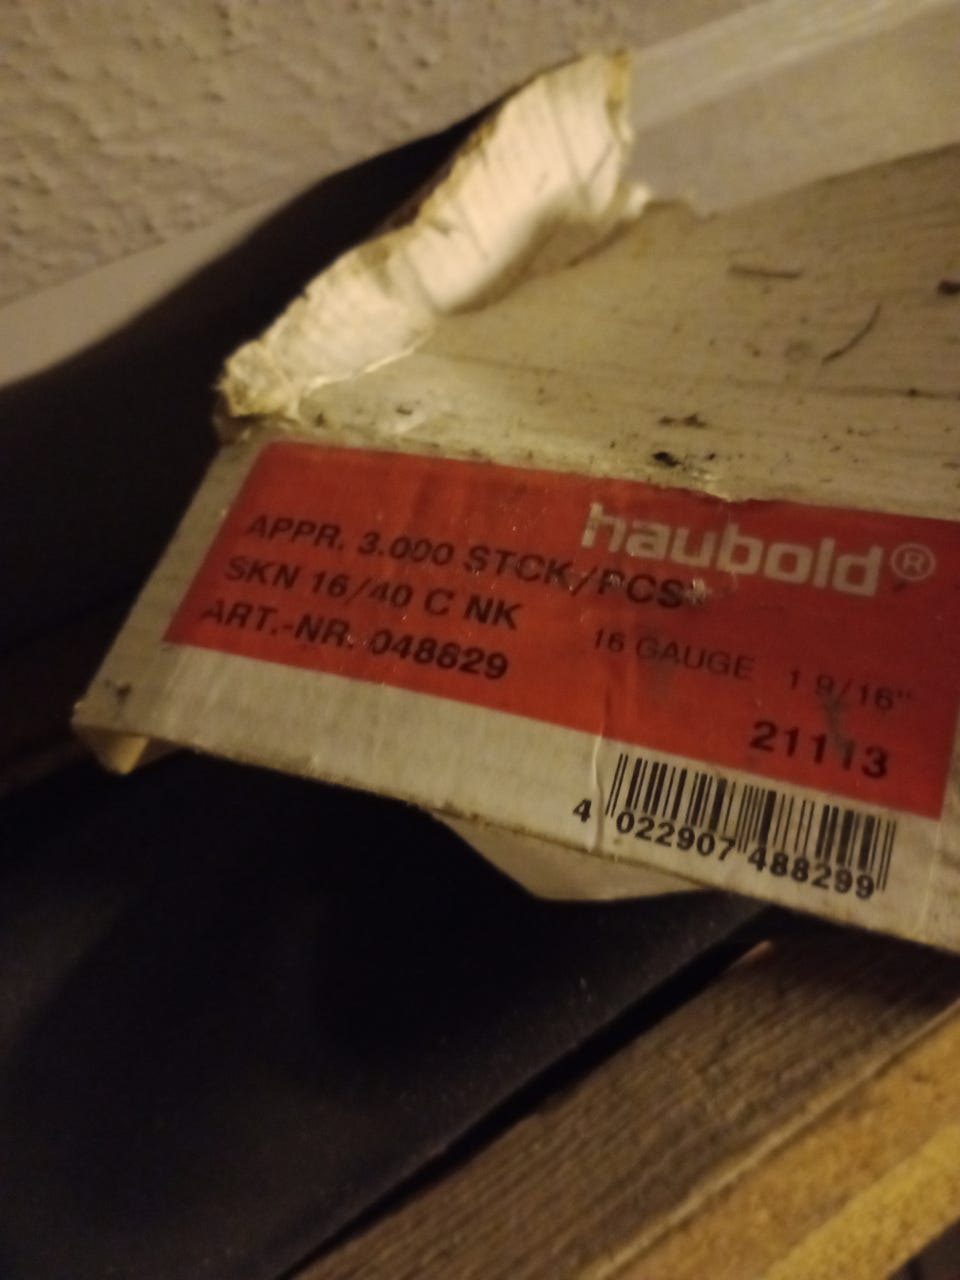 haubold®
APPR. 3.000 STCK./PCS.
SKN 16/40 C NK
ART.-NR. 048829
16 GAUGE 1 9/16"
21113
4 022907 488299